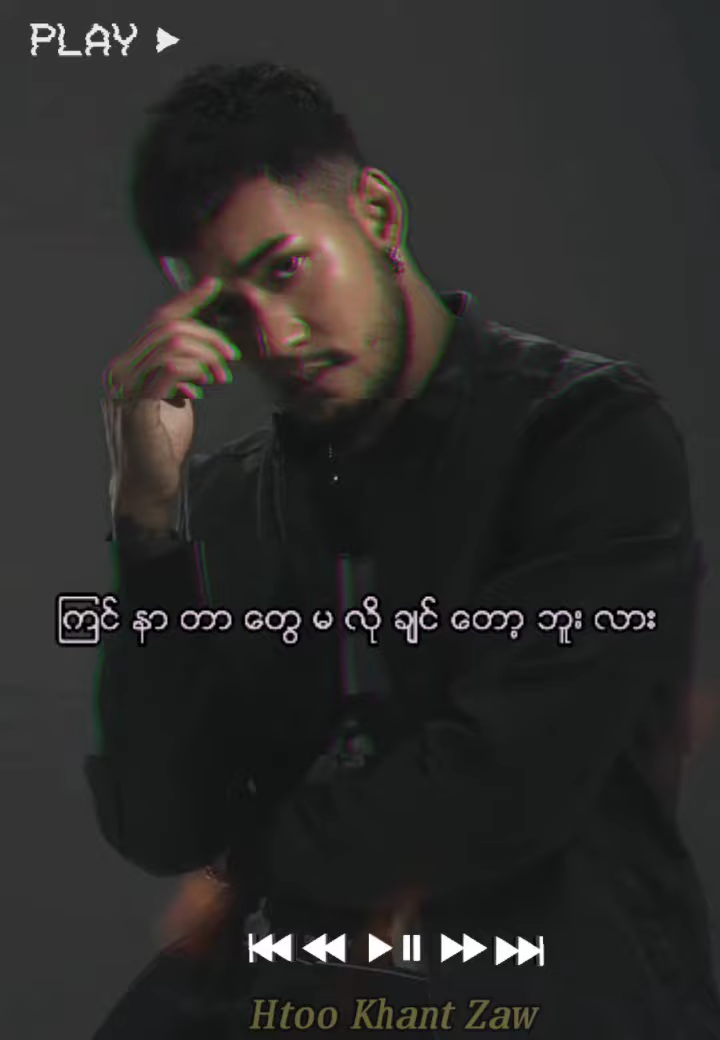 PLAY
ကြင် နာ တာ တွေ မ လို ချင် တော့ ဘူး လား
Htoo Khant Zaw